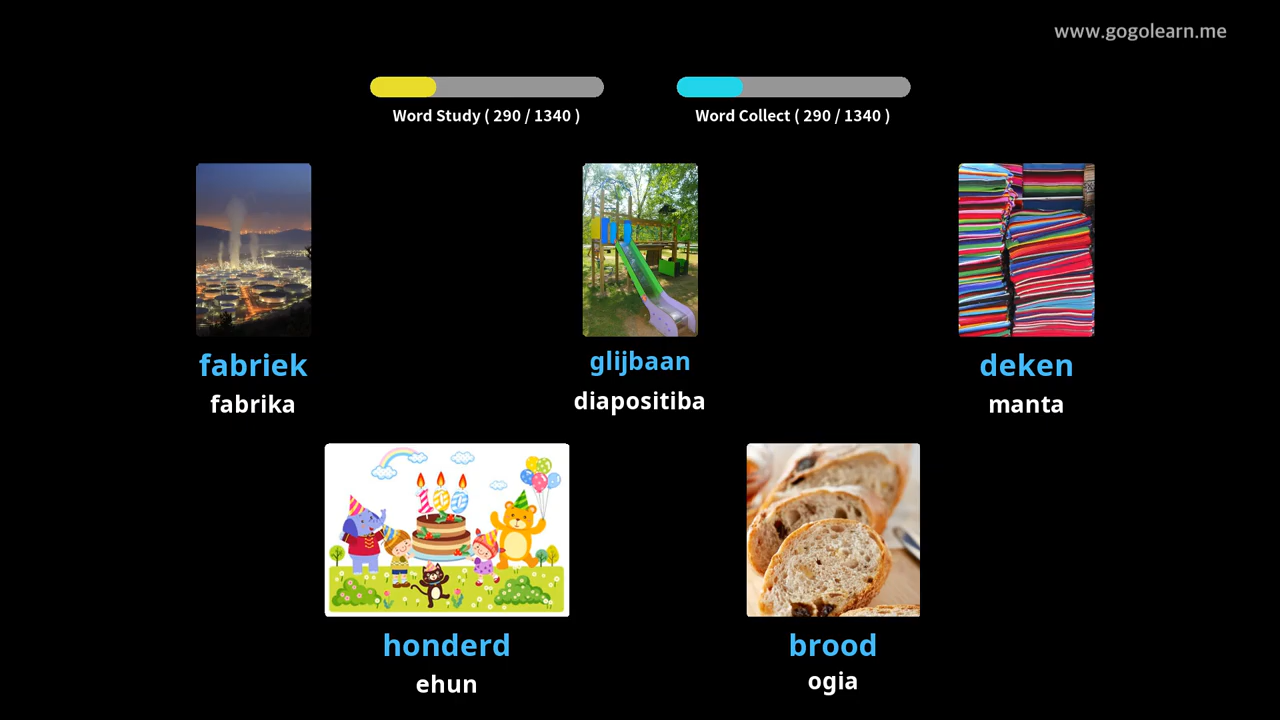 www.gogolearn.me
Word Study ( 290 / 1340 )
Word Collect ( 290 / 1340 )
fabriek
fabrika
glijbaan
diapositiba
deken
manta
100
honderd
ehun
brood
ogia